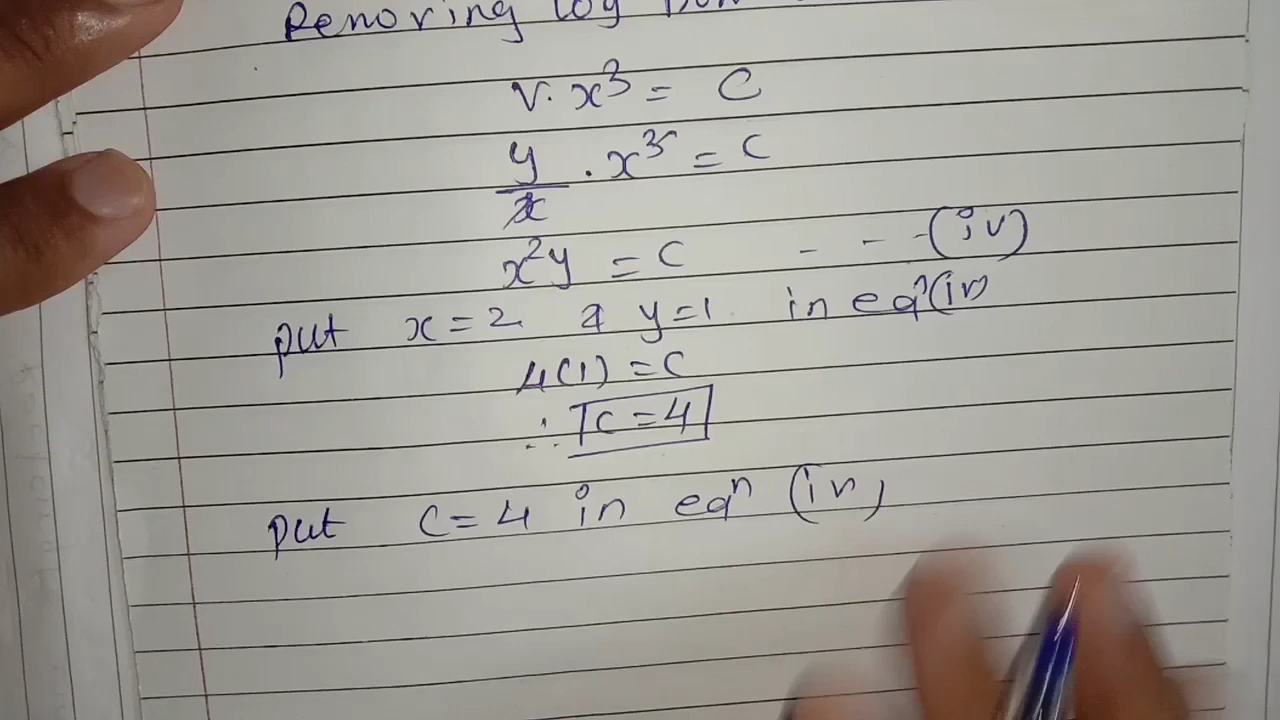 Removing log
v. x³ = C
y/x . x³ = C
x²y = C - - - (iv)
put x = 2 & y = 1 in eqⁿ (iv)
4(1) = C
∴ C = 4
put C = 4 in eqⁿ (iv)